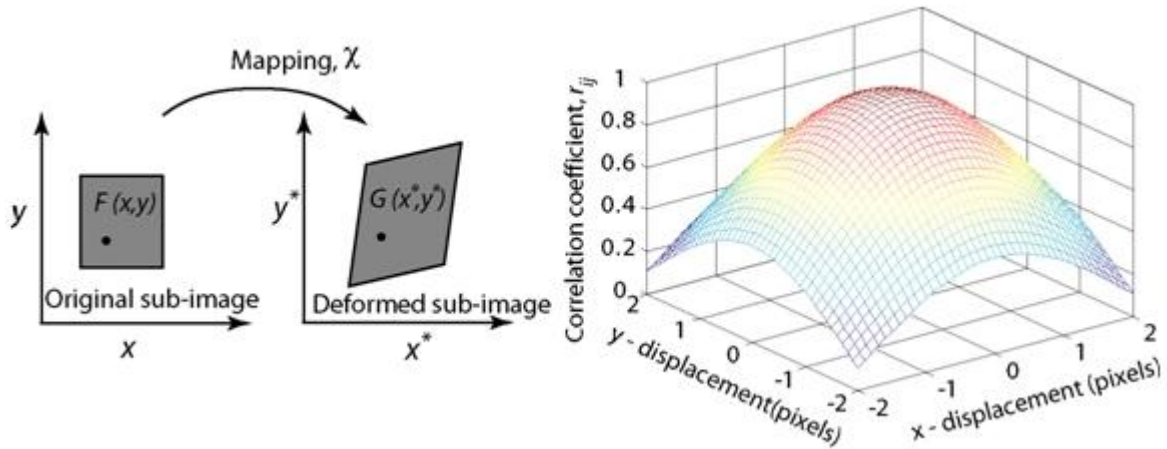 Mapping, χ
y
F(x,y)
Original sub-image
x
y*
G(x*,y*)
Deformed sub-image
x*
Correlation coefficient, rij
1
0.8
0.6
0.4
0.2
0
2
1
0
-1
-2
y - displacement(pixels)
-2
-1
0
1
2
x - displacement (pixels)